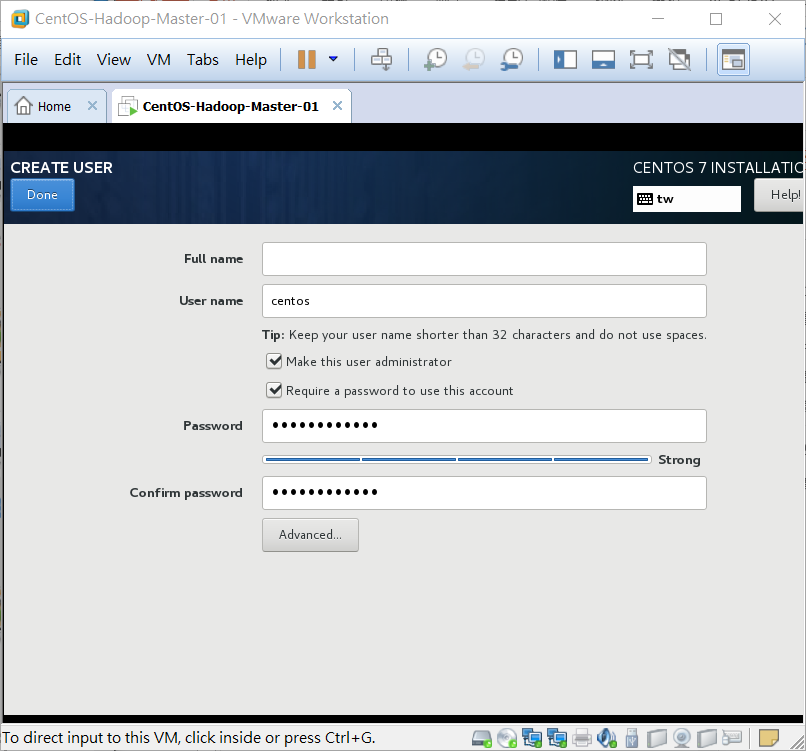 CentOS-Hadoop-Master-01 - VMware Workstation
File Edit View VM Tabs Help
Home CentOS-Hadoop-Master-01
CREATE USER
CENTOS 7 INSTALLATIO
Done
tw
Help!
Full name
User name centos
Tip: Keep your user name shorter than 32 characters and do not use spaces.
Make this user administrator
Require a password to use this account
Password ••••••••••••
Strong
Confirm password ••••••••••••
Advanced...
To direct input to this VM, click inside or press Ctrl+G.